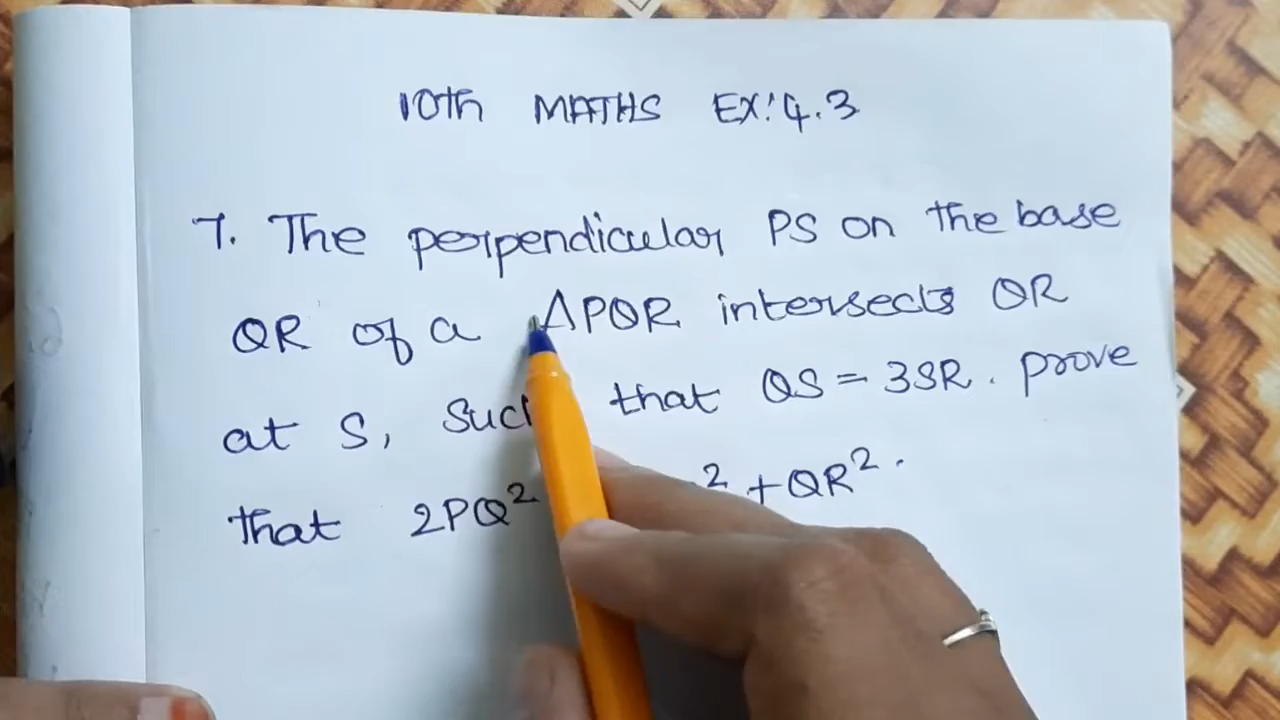 10th MATHS EX: 4.3
7. The perpendicular PS on the base
QR of a ΔPQR intersects QR
at S, that QS = 3SR. prove
that 2PQ² ² + QR².